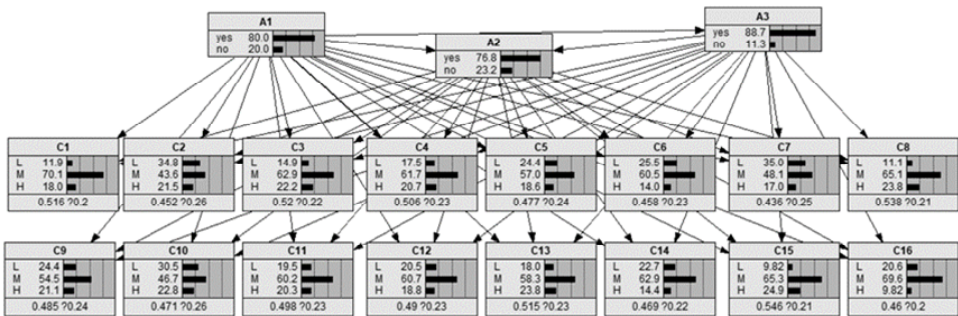 A1
yes 80.0
no 20.0
A2
yes 76.8
no 23.2
A3
yes 88.7
no 11.3
C1
L 11.9
M 70.1
H 18.0
0.516 ?0.2
C2
L 34.8
M 43.6
H 21.5
0.452 ?0.26
C3
L 14.9
M 62.9
H 22.2
0.52 ?0.22
C4
L 17.5
M 61.7
H 20.7
0.506 ?0.23
C5
L 24.4
M 57.0
H 18.6
0.477 ?0.24
C6
L 25.5
M 60.5
H 14.0
0.458 ?0.23
C7
L 35.0
M 48.1
H 17.0
0.436 ?0.25
C8
L 11.1
M 65.1
H 23.8
0.538 ?0.21
C9
L 24.4
M 54.5
H 21.1
0.485 ?0.24
C10
L 30.5
M 46.7
H 22.8
0.471 ?0.26
C11
L 19.5
M 60.2
H 20.3
0.498 ?0.23
C12
L 20.5
M 60.7
H 18.8
0.49 ?0.23
C13
L 18.0
M 58.3
H 23.8
0.515 ?0.23
C14
L 22.7
M 62.9
H 14.4
0.469 ?0.22
C15
L 9.82
M 65.3
H 24.9
0.546 ?0.21
C16
L 20.6
M 69.6
H 9.82
0.46 ?0.2